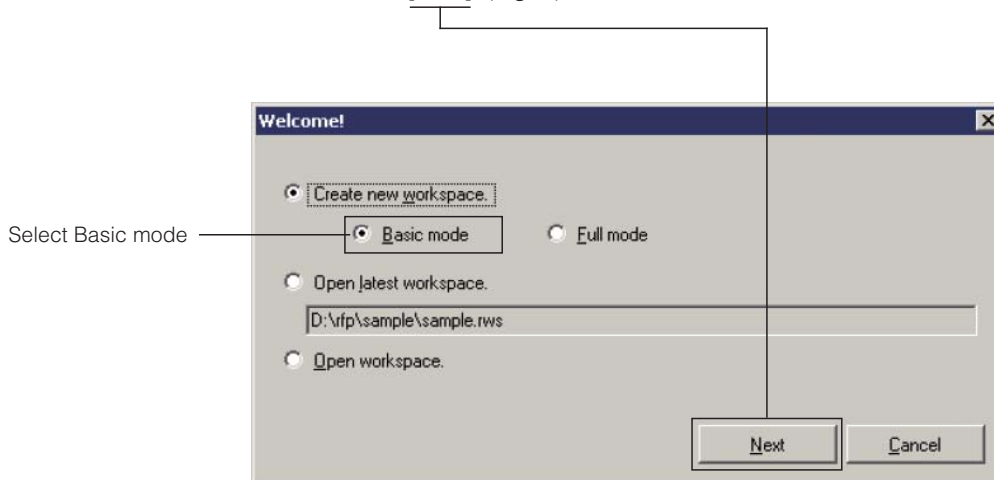 Welcome!
Create new workspace.
Select Basic mode
Basic mode
Full mode
Open latest workspace.
D:\rfp\sample\sample.rws
Open workspace.
Next
Cancel